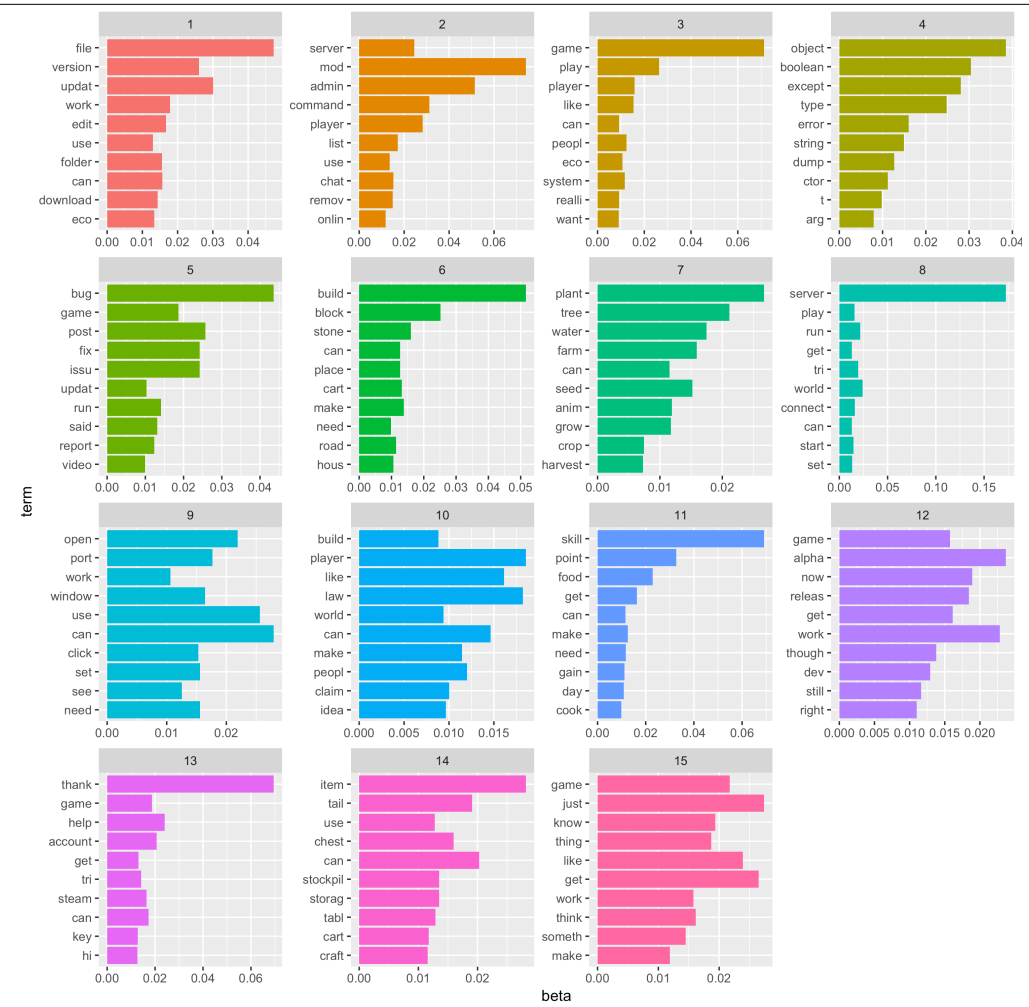 1 2 3 4
file server game object
version mod play boolean
updat admin player except
work command like type
edit player can error
use list peopl string
folder use eco dump
can chat system ctor
download remov realli t
eco onlin want arg
0.00 0.01 0.02 0.03 0.04 0.00 0.02 0.04 0.06 0.00 0.02 0.04 0.06 0.00 0.01 0.02 0.03 0.04
5 6 7 8
bug build plant server
game block tree play
post stone water run
fix can farm get
issu place can tri
updat cart seed world
run make anim connect
said need grow can
report road crop start
video hous harvest set
0.00 0.01 0.02 0.03 0.04 0.00 0.01 0.02 0.03 0.04 0.05 0.00 0.01 0.02 0.00 0.05 0.10 0.15
term
9 10 11 12
open build skill game
port player point alpha
work like food now
window law get releas
use world can get
can can make work
click make need though
set peopl gain dev
see claim day still
need idea cook right
0.00 0.01 0.02 0.000 0.005 0.010 0.015 0.00 0.02 0.04 0.06 0.000 0.005 0.010 0.015 0.020
13 14 15
thank item game
game tail just
help use know
account chest thing
get can like
tri stockpil get
steam storag work
can tabl think
key cart someth
hi craft make
0.00 0.02 0.04 0.06 0.00 0.01 0.02 0.00 0.01 0.02
beta